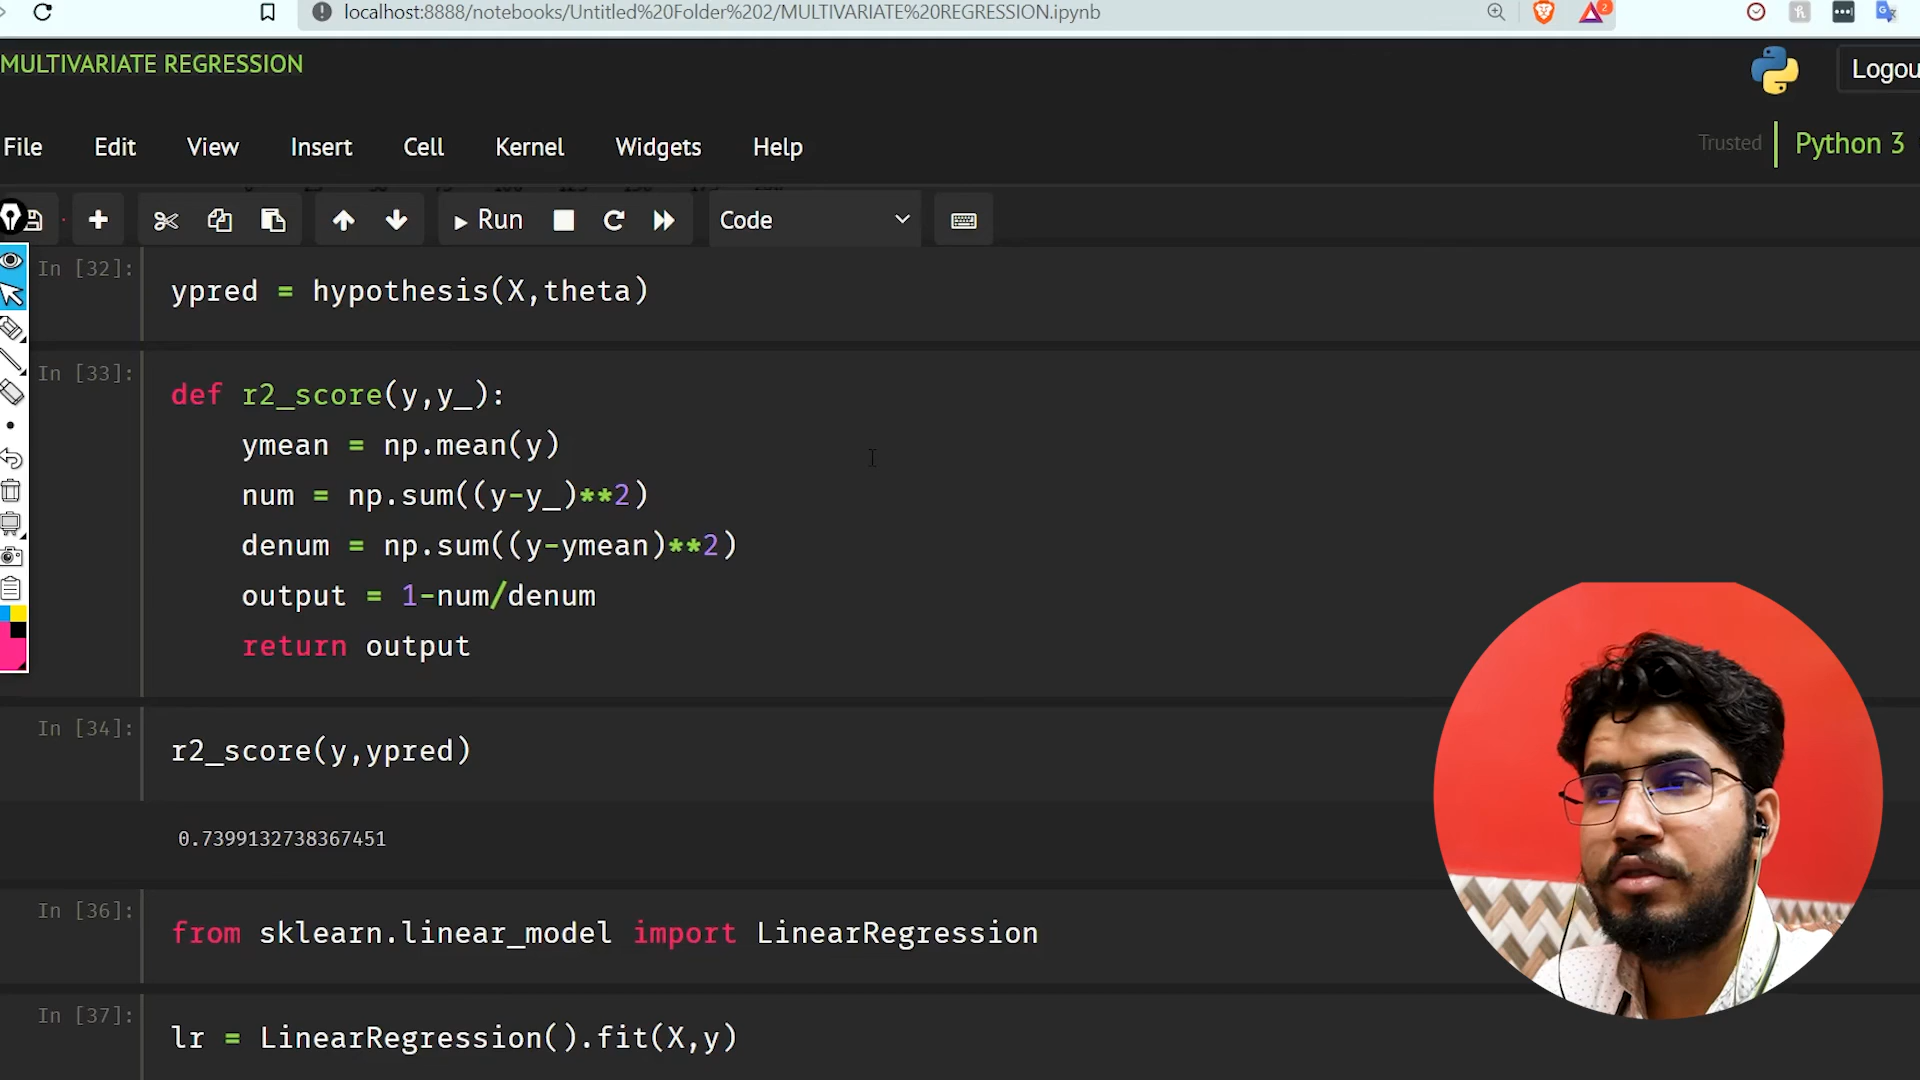 localhost:8888/notebooks/Untitled%20Folder%202/MULTIVARIATE%20REGRESSION.ipynb
2
MULTIVARIATE REGRESSION
Logou
File Edit View Insert Cell Kernel Widgets Help
Trusted Python 3
Run Code
In [32]:
ypred = hypothesis(X,theta)
In [33]:
def r2_score(y,y_):
ymean = np.mean(y)
num = np.sum((y-y_)**2)
denum = np.sum((y-ymean)**2)
output = 1-num/denum
return output
In [34]:
r2_score(y,ypred)
0.7399132738367451
In [36]:
from sklearn.linear_model import LinearRegression
In [37]:
lr = LinearRegression().fit(X,y)